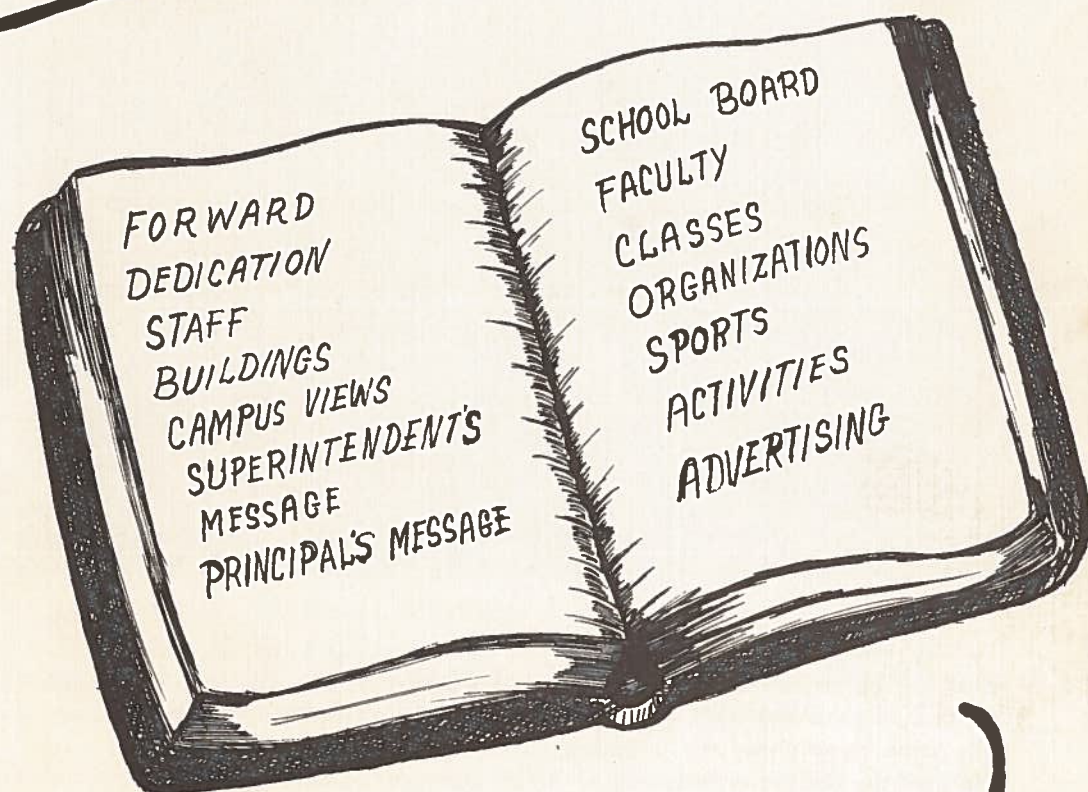 FORWARD
DEDICATION
STAFF
BUILDINGS
CAMPUS VIEWS
SUPERINTENDENT'S
MESSAGE
PRINCIPAL'S MESSAGE
SCHOOL BOARD
FACULTY
CLASSES
ORGANIZATIONS
SPORTS
ACTIVITIES
ADVERTISING